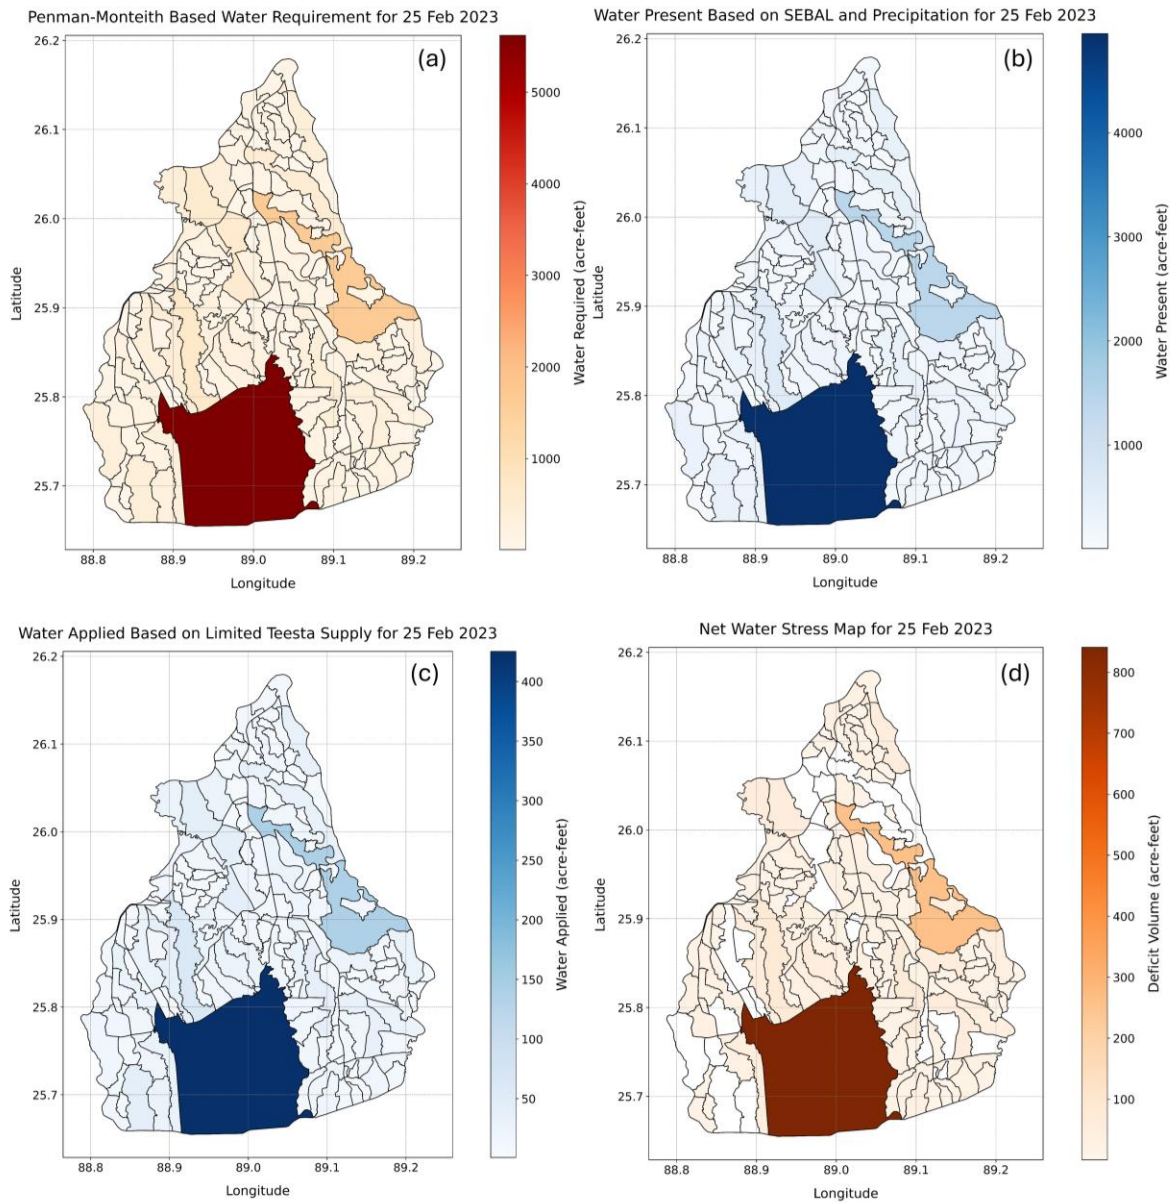 Penman-Monteith Based Water Requirement for 25 Feb 2023
(a)
26.2
26.1
26.0
25.9
25.8
25.7
Latitude
88.8 88.9 89.0 89.1 89.2
Longitude
5000
4000
3000
2000
1000
Water Required (acre-feet)
Water Present Based on SEBAL and Precipitation for 25 Feb 2023
(b)
26.2
26.1
26.0
25.9
25.8
25.7
Latitude
88.8 88.9 89.0 89.1 89.2
Longitude
4000
3000
2000
1000
Water Present (acre-feet)
Water Applied Based on Limited Teesta Supply for 25 Feb 2023
(c)
26.2
26.1
26.0
25.9
25.8
25.7
Latitude
88.8 88.9 89.0 89.1 89.2
Longitude
400
350
300
250
200
150
100
50
Water Applied (acre-feet)
Net Water Stress Map for 25 Feb 2023
(d)
26.2
26.1
26.0
25.9
25.8
25.7
Latitude
88.8 88.9 89.0 89.1 89.2
Longitude
800
700
600
500
400
300
200
100
Deficit Volume (acre-feet)